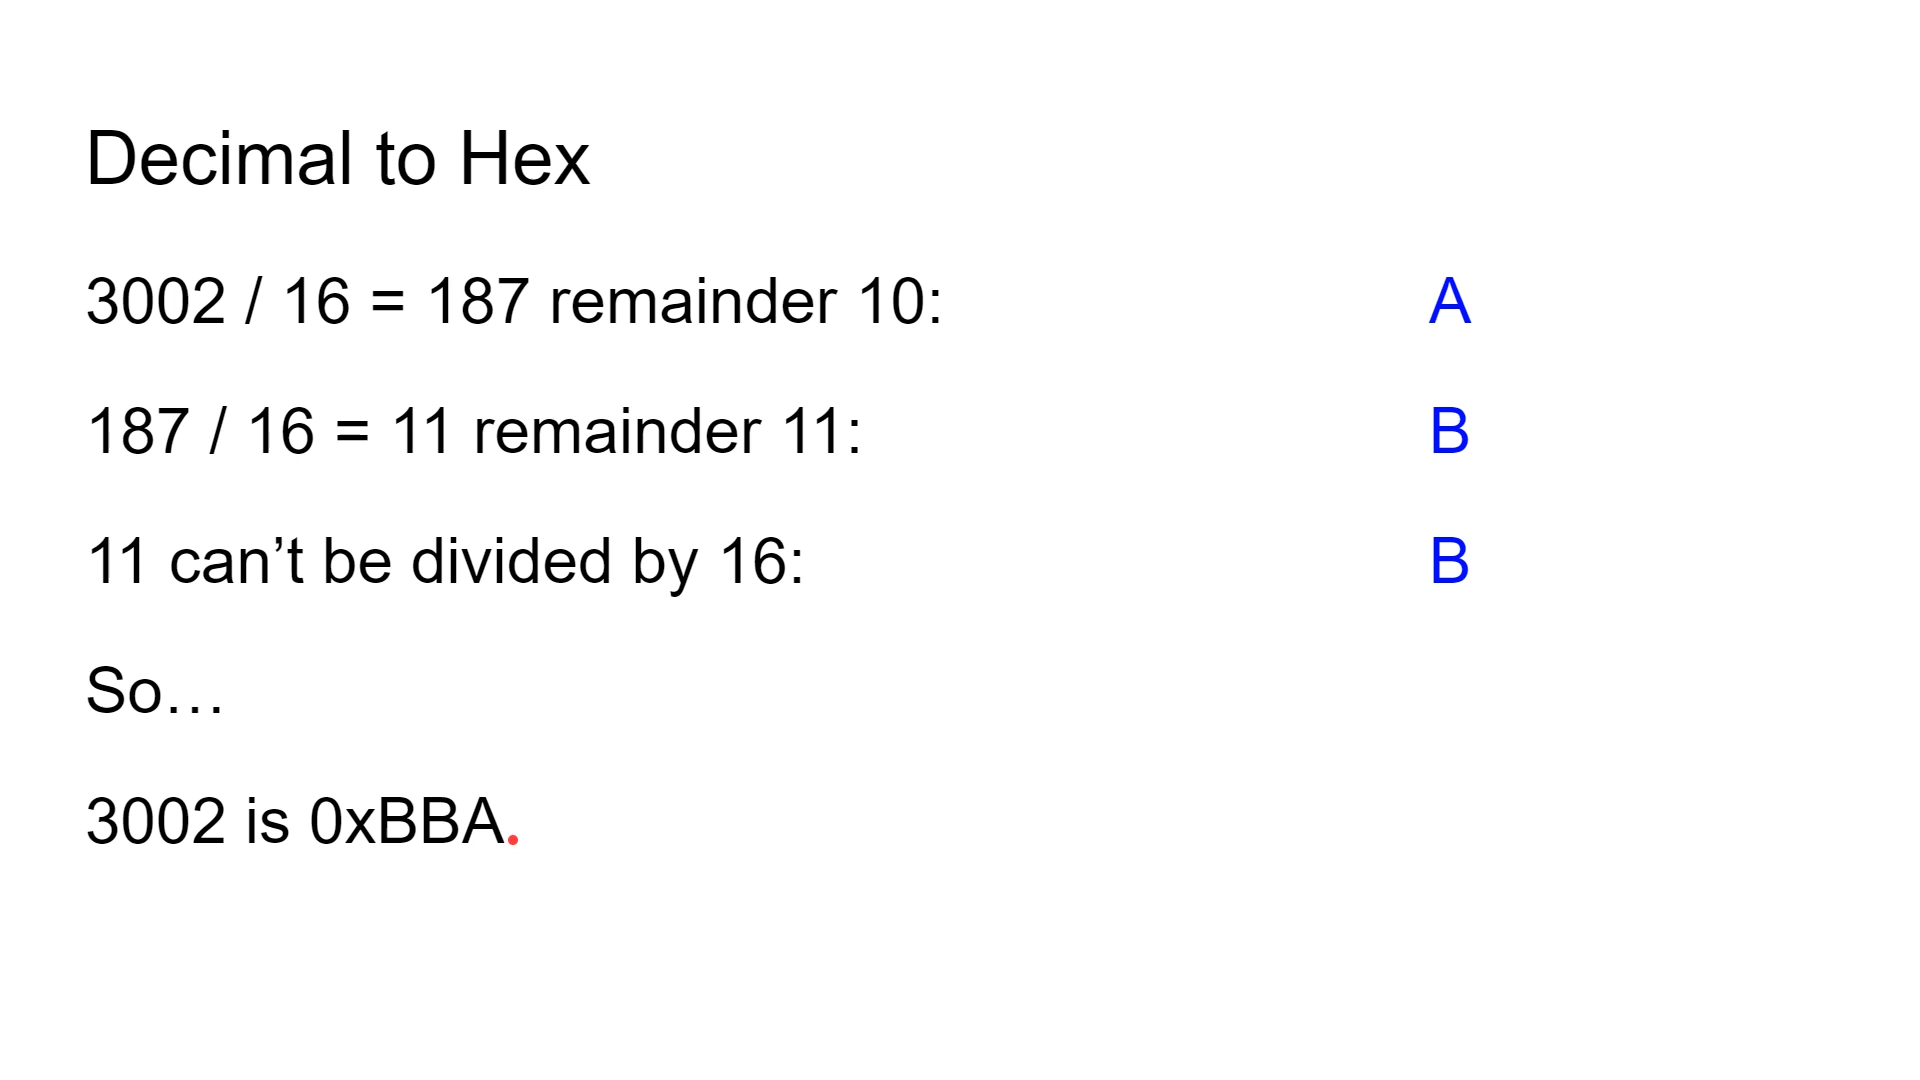 Decimal to Hex
3002 / 16 = 187 remainder 10: A
187 / 16 = 11 remainder 11: B
11 can’t be divided by 16: B
So…
3002 is 0xBBA.